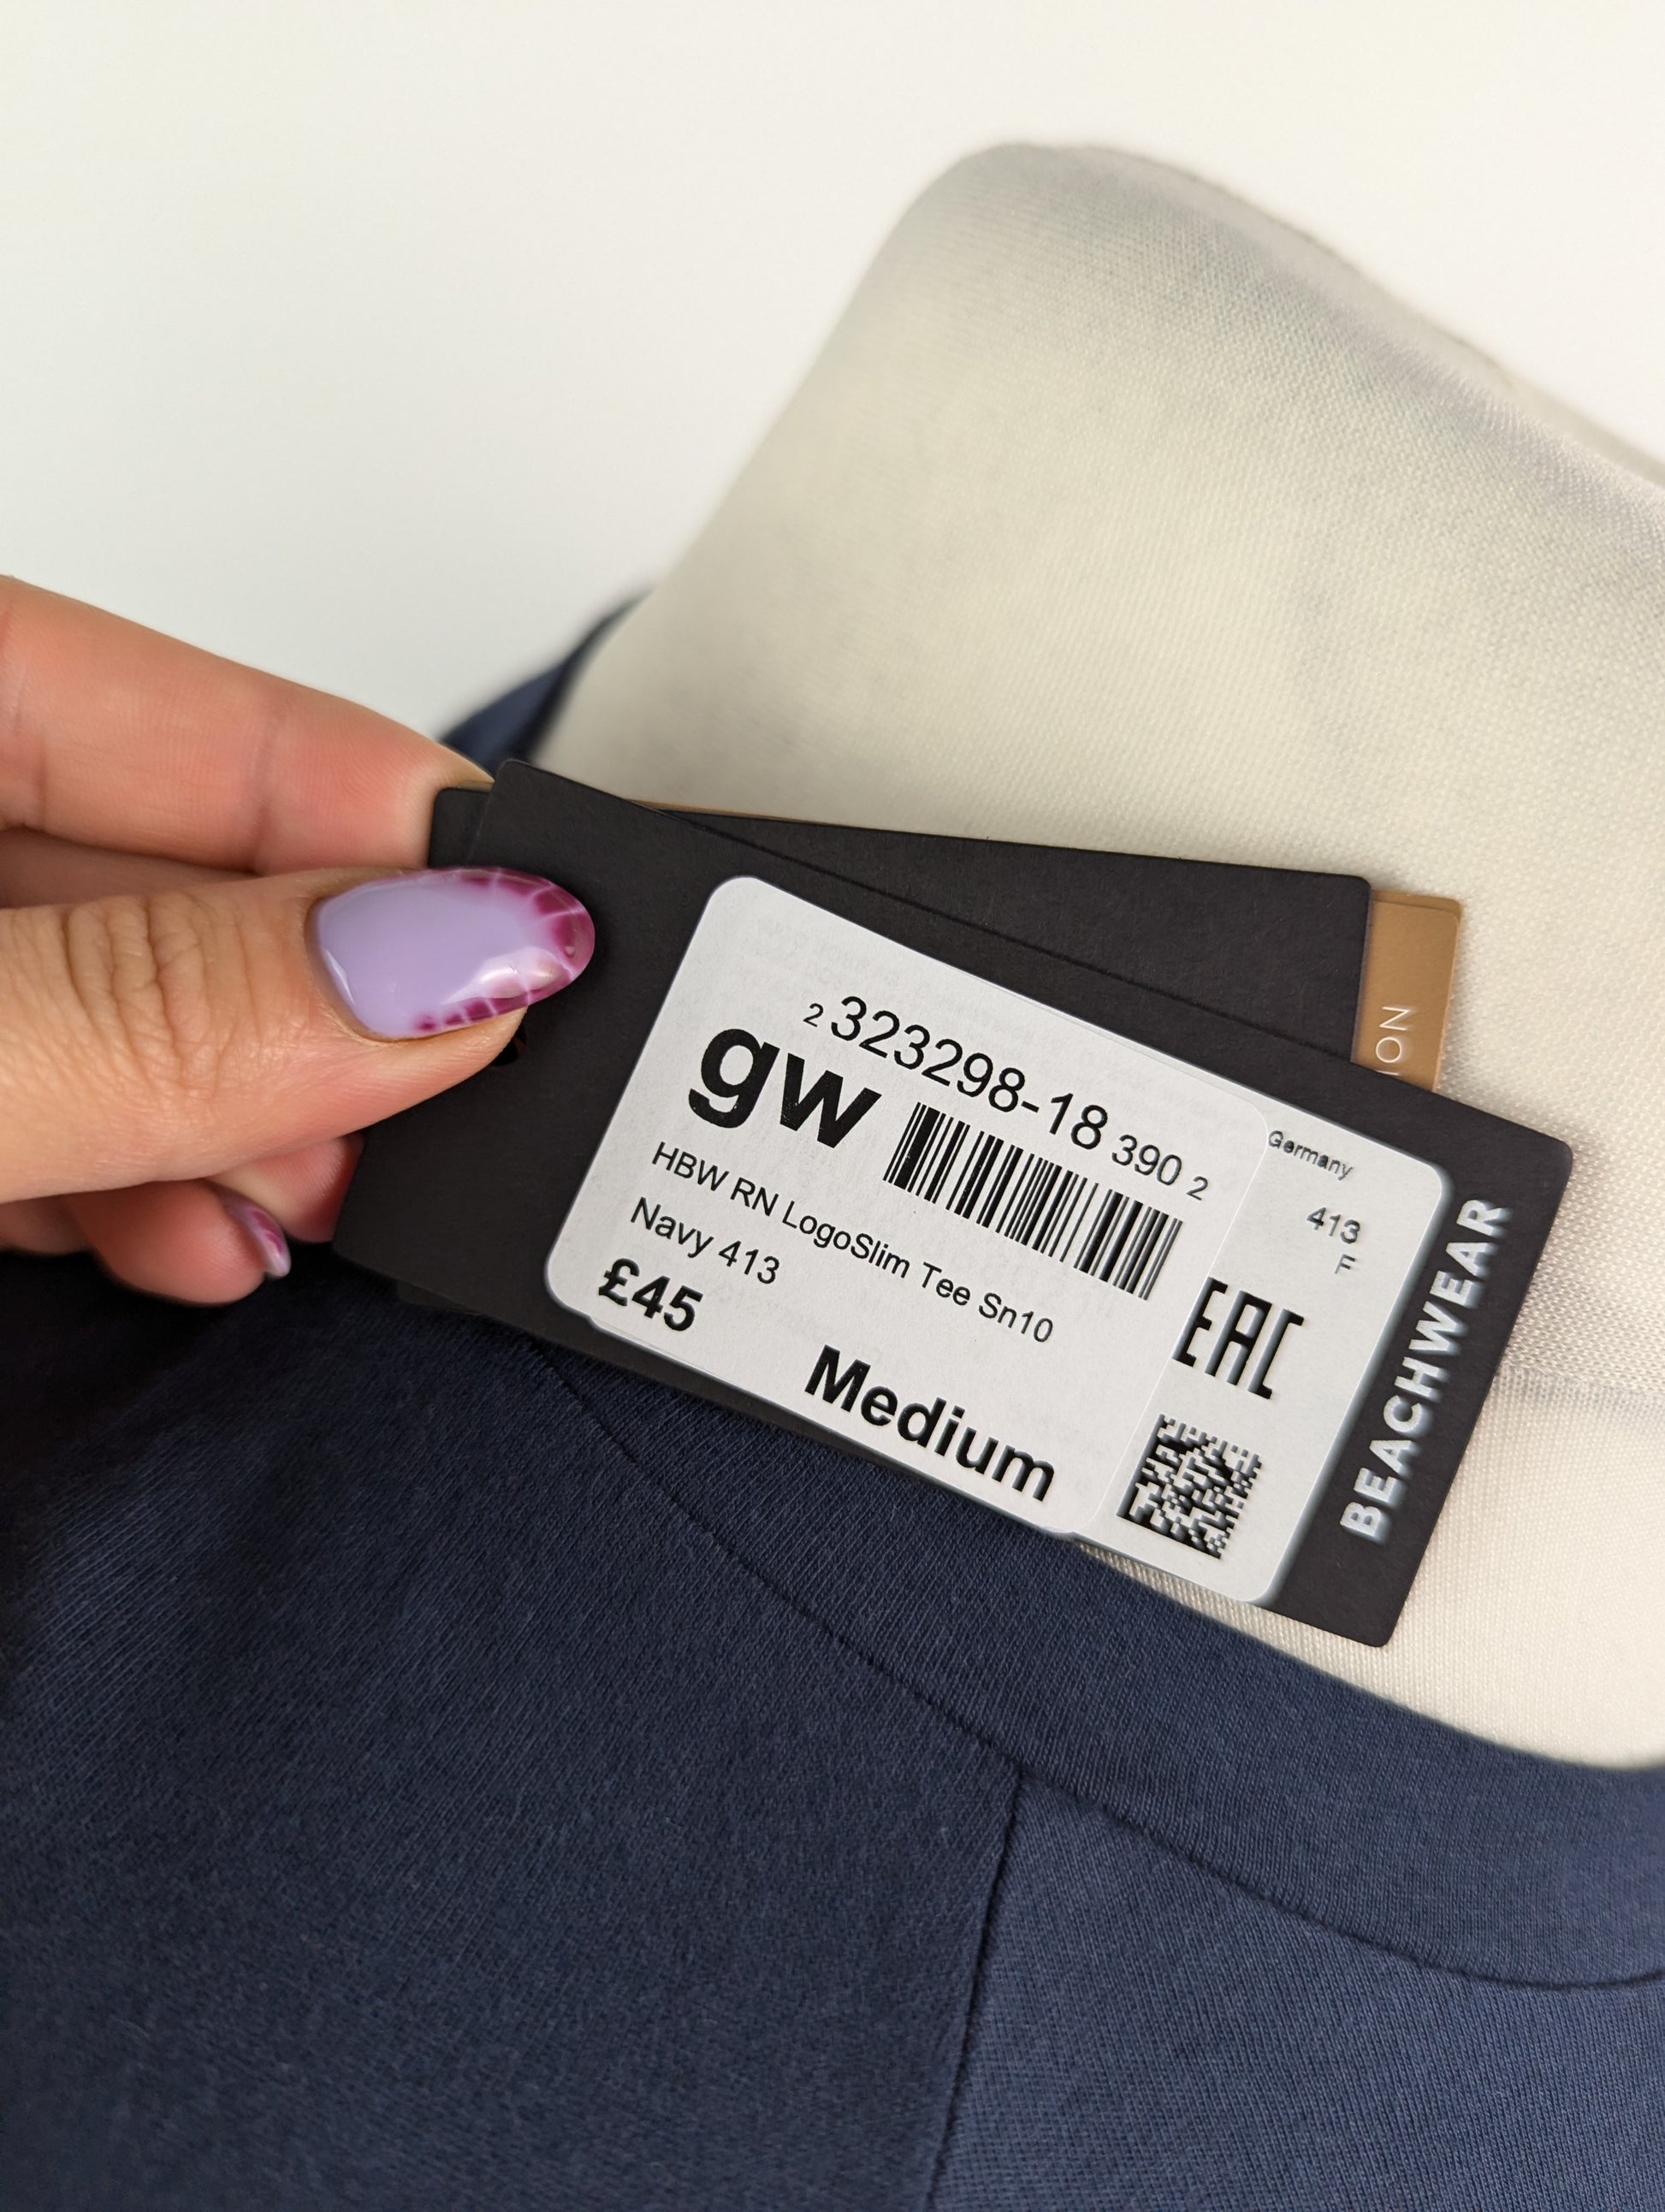 2 323298-18 390 2
gw
HBW RN LogoSlim Tee Sn10
Navy 413
£45
Medium
Germany
413
F
EAC
BEACHWEAR